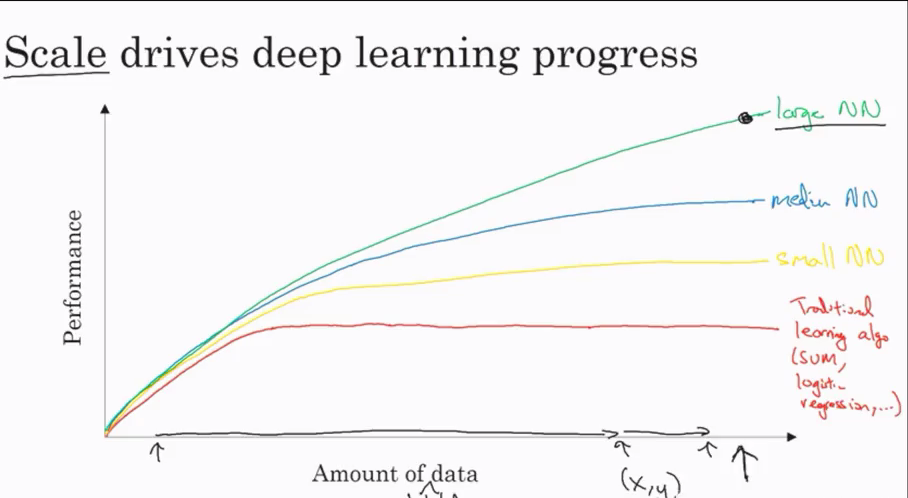 Scale drives deep learning progress
large NN
medium NN
small NN
Traditional
learning algo
(SVM,
logistic
regression,...)
Performance
Amount of data
(x,y)